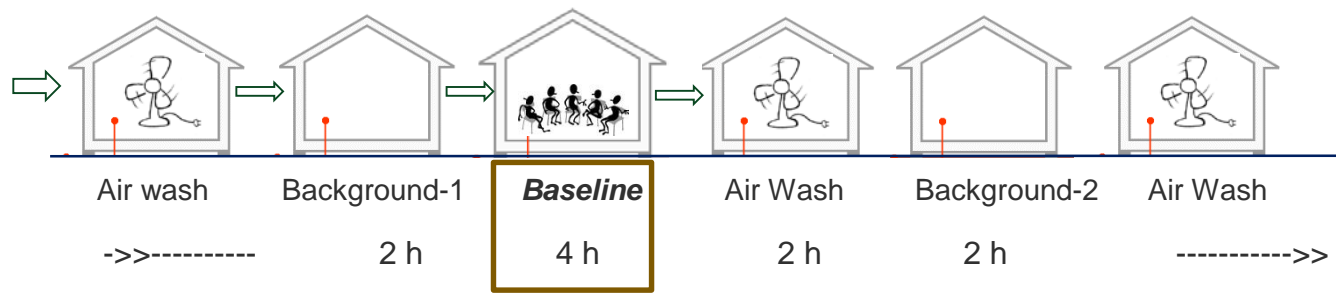 Air wash Background-1 Baseline Air Wash Background-2 Air Wash
->>---------- 2 h 4 h 2 h 2 h ----------->>